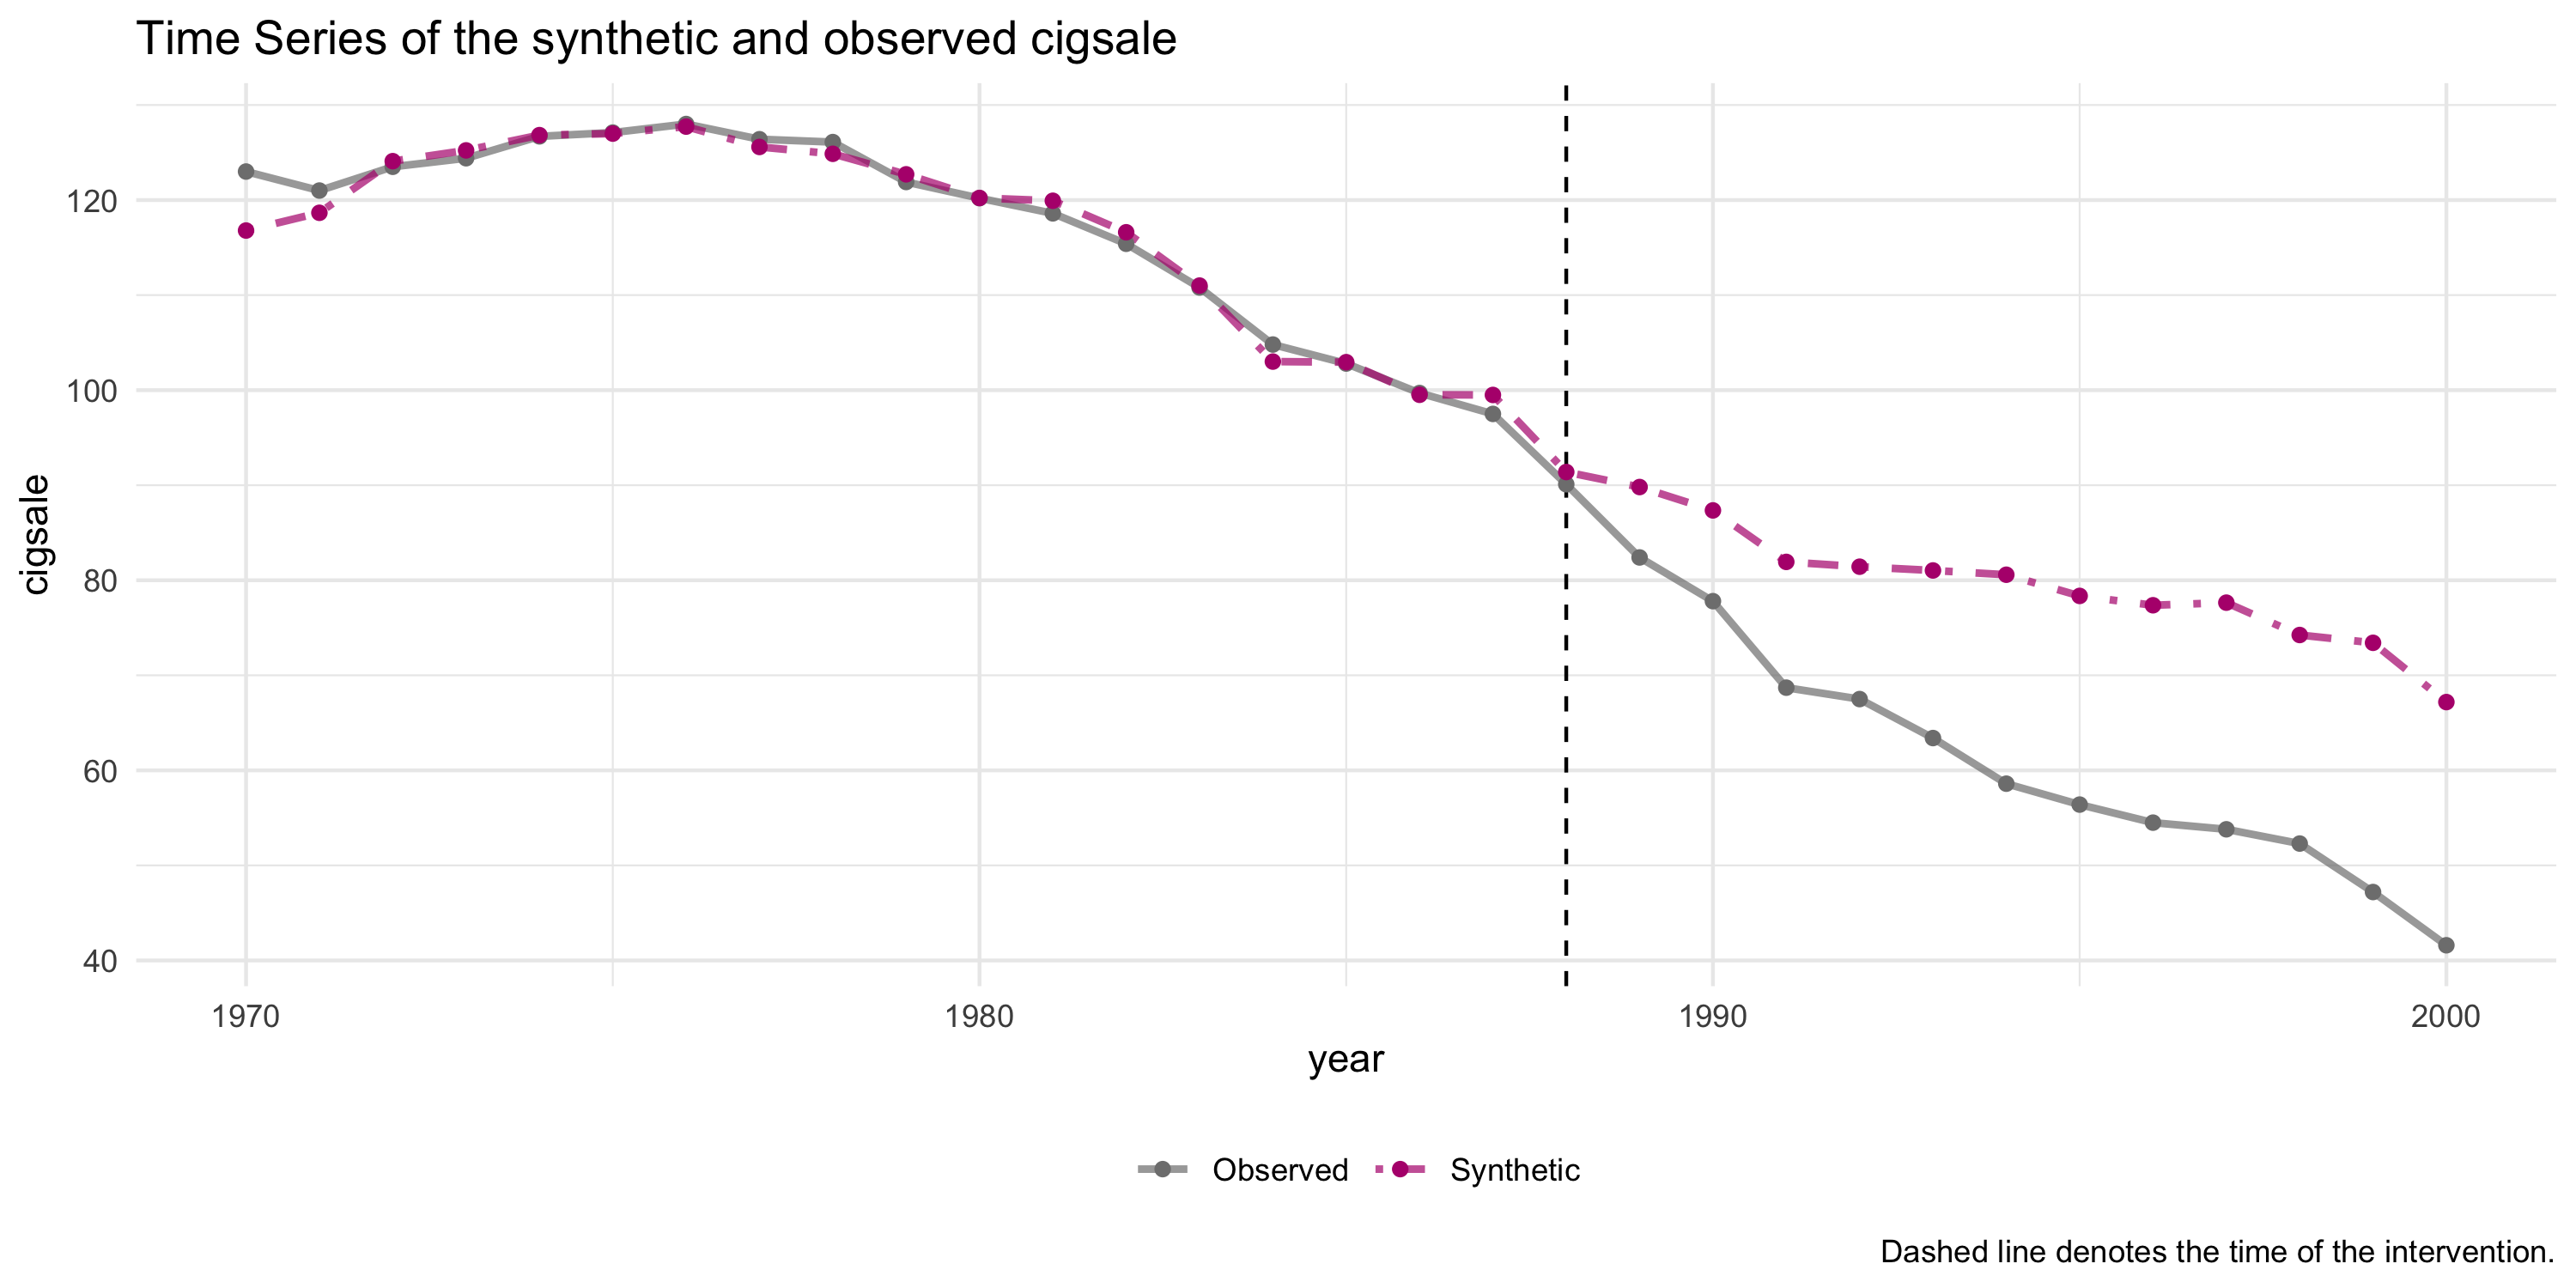 Time Series of the synthetic and observed cigsale
120
100
80
60
40
cigsale
1970 1980 1990 2000
year
Observed Synthetic
Dashed line denotes the time of the intervention.